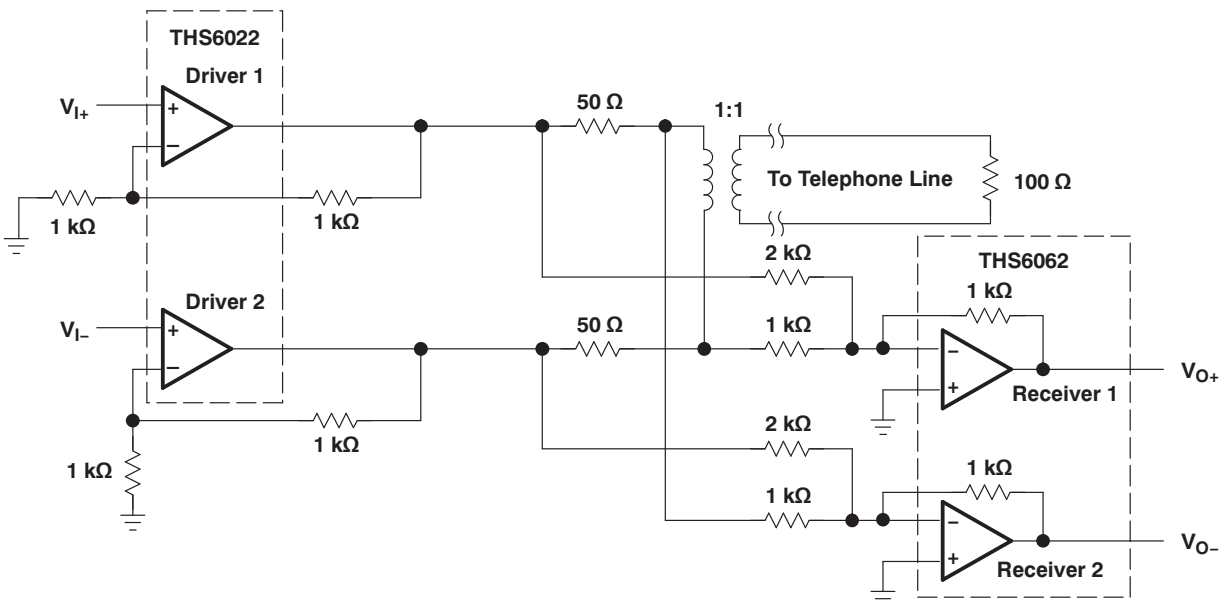 THS6022
Driver 1
V_I+
50 Ω
1:1
To Telephone Line
100 Ω
1 kΩ
1 kΩ
2 kΩ
THS6062
1 kΩ
Driver 2
V_I−
50 Ω
1 kΩ
Receiver 1
V_O+
1 kΩ
1 kΩ
2 kΩ
1 kΩ
1 kΩ
Receiver 2
V_O−
+
−
+
−
−
+
−
+